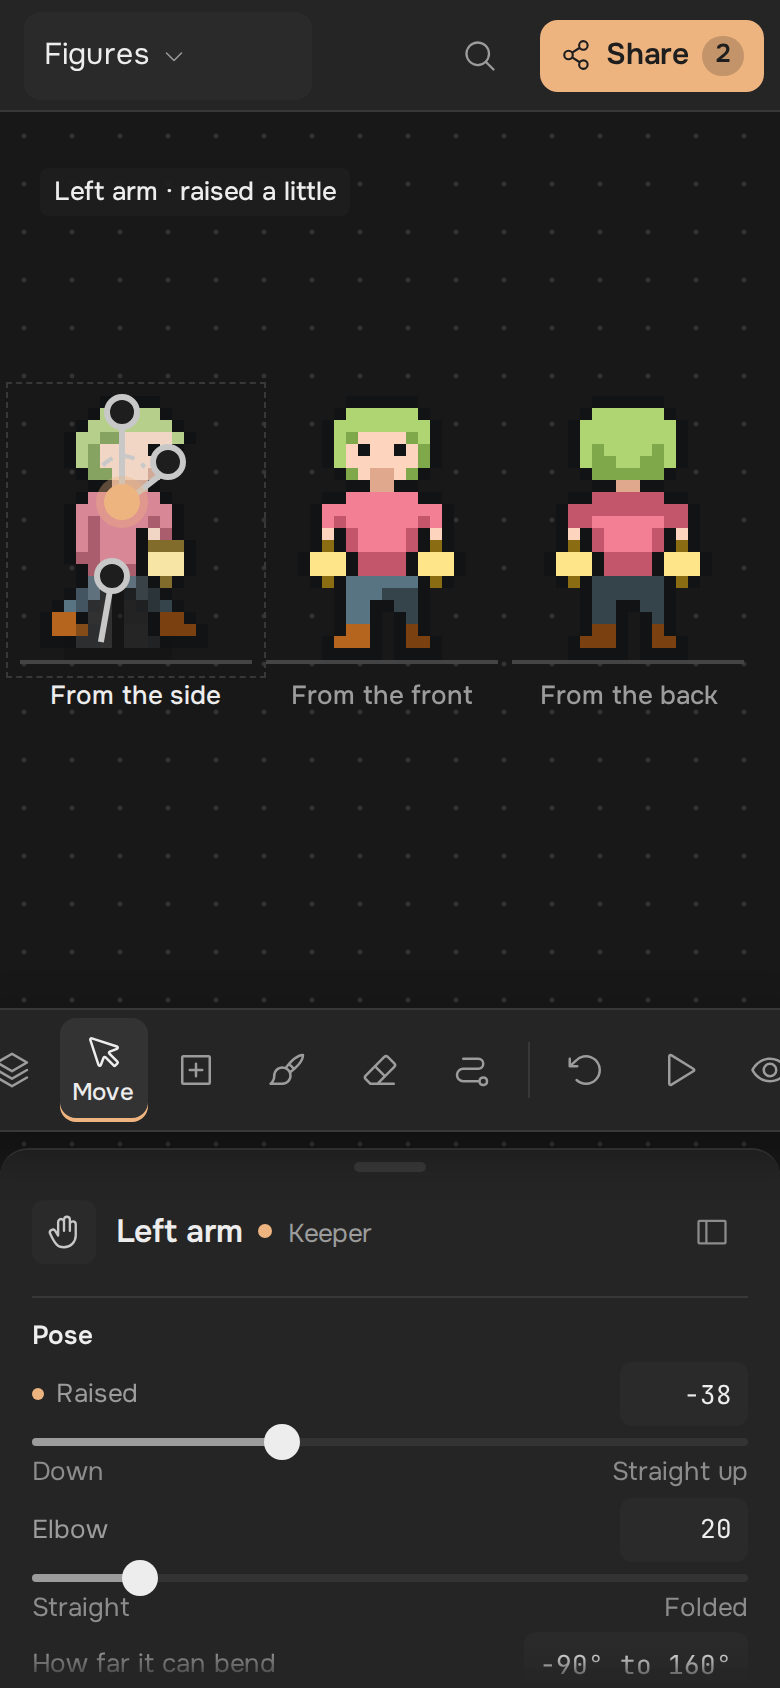 Figures
Share 2
Left arm · raised a little
From the side
From the front
From the back
Move
Left arm • Keeper
Pose
Raised
-38
Down
Straight up
Elbow
20
Straight
Folded
How far it can bend
-90° to 160°